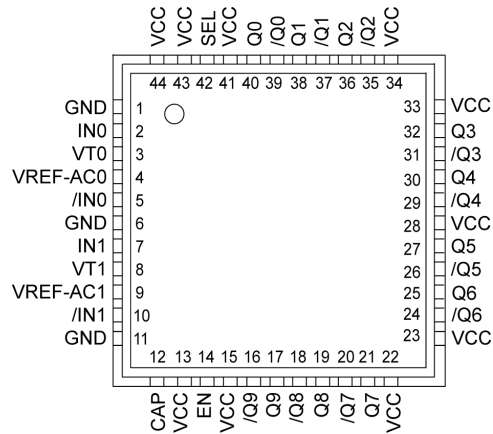 VCC VCC SEL VCC Q0 /Q0 Q1 /Q1 Q2 /Q2 VCC
44 43 42 41 40 39 38 37 36 35 34
GND 1 33 VCC
IN0 2 32 Q3
VT0 3 31 /Q3
VREF-AC0 4 30 Q4
/IN0 5 29 /Q4
GND 6 28 VCC
IN1 7 27 Q5
VT1 8 26 /Q5
VREF-AC1 9 25 Q6
/IN1 10 24 /Q6
GND 11 23 VCC
12 13 14 15 16 17 18 19 20 21 22
CAP VCC EN VCC /Q9 Q9 /Q8 Q8 /Q7 Q7 VCC